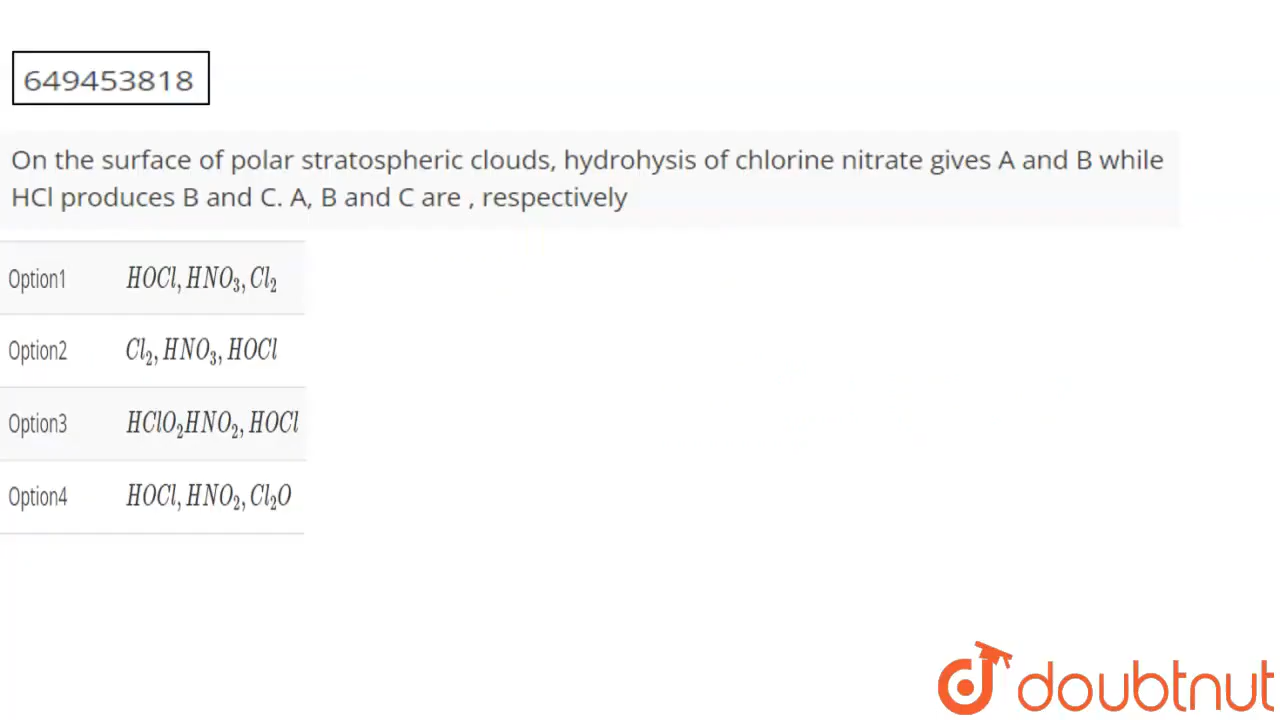 649453818
On the surface of polar stratospheric clouds, hydrohysis of chlorine nitrate gives A and B while
HCl produces B and C. A, B and C are , respectively
Option1 HOCl, HNO₃, Cl₂
Option2 Cl₂, HNO₃, HOCl
Option3 HClO₂HNO₂, HOCl
Option4 HOCl, HNO₂, Cl₂O
doubtnut